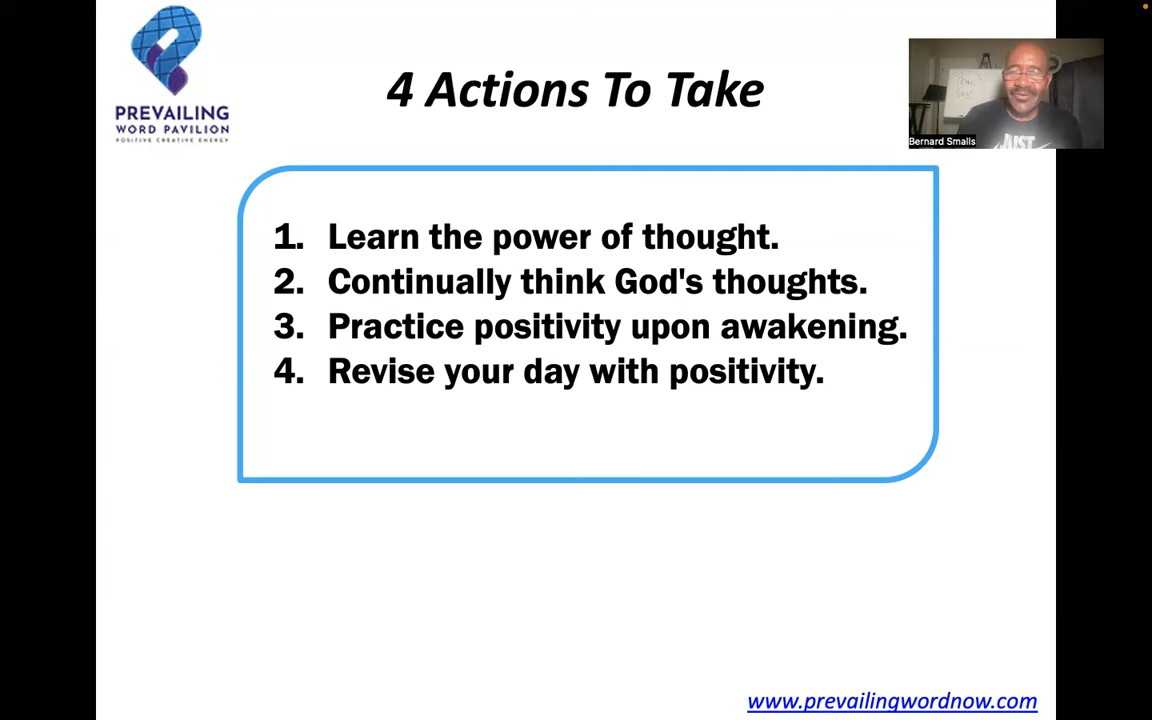 PREVAILING
WORD PAVILION
POSITIVE CREATIVE ENERGY
4 Actions To Take
JUST
Bernard Smalls
1. Learn the power of thought.
2. Continually think God's thoughts.
3. Practice positivity upon awakening.
4. Revise your day with positivity.
www.prevailingwordnow.com